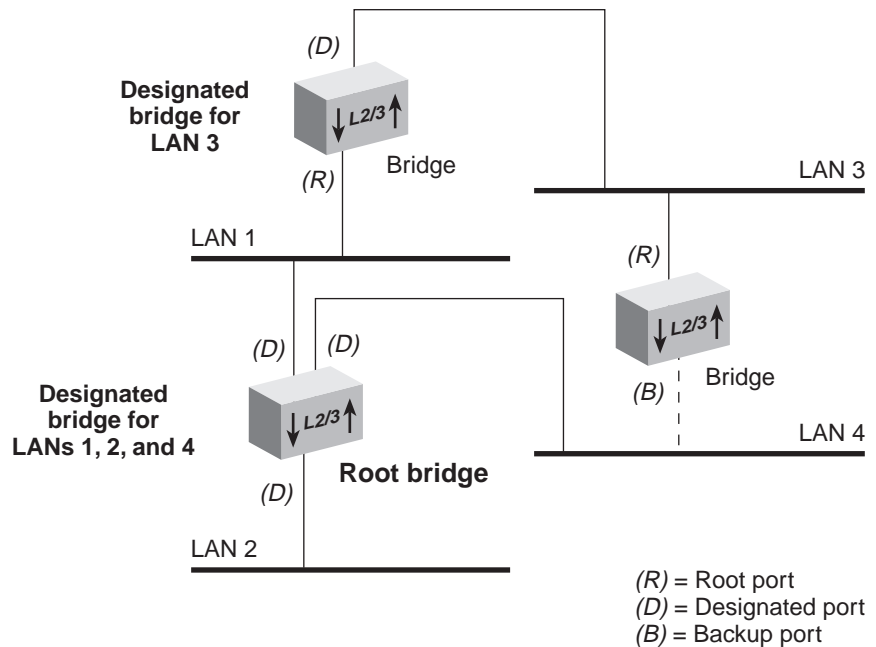 (D)
Designated
bridge for
LAN 3
L2/3
(R)
Bridge
LAN 3
LAN 1
(R)
L2/3
(D)
(D)
(B)
Bridge
Designated
bridge for
LANs 1, 2, and 4
L2/3
LAN 4
Root bridge
(D)
LAN 2
(R) = Root port
(D) = Designated port
(B) = Backup port